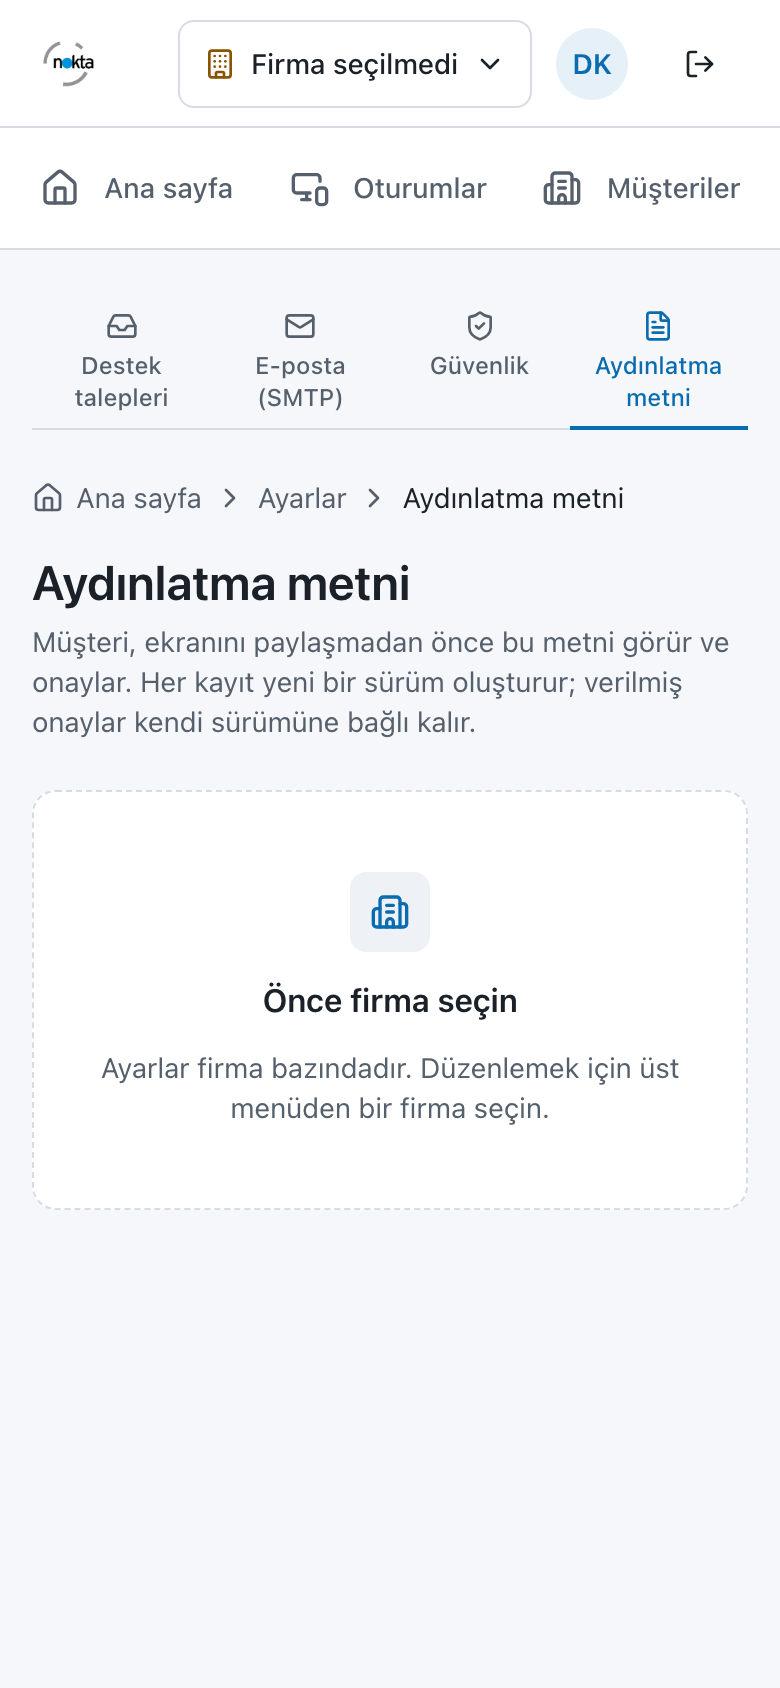 nokta
Firma seçilmedi
DK
Ana sayfa
Oturumlar
Müşteriler
Destek
talepleri
E-posta
(SMTP)
Güvenlik
Aydınlatma
metni
Ana sayfa > Ayarlar > Aydınlatma metni
Aydınlatma metni
Müşteri, ekranını paylaşmadan önce bu metni görür ve
onaylar. Her kayıt yeni bir sürüm oluşturur; verilmiş
onaylar kendi sürümüne bağlı kalır.
Önce firma seçin
Ayarlar firma bazındadır. Düzenlemek için üst
menüden bir firma seçin.